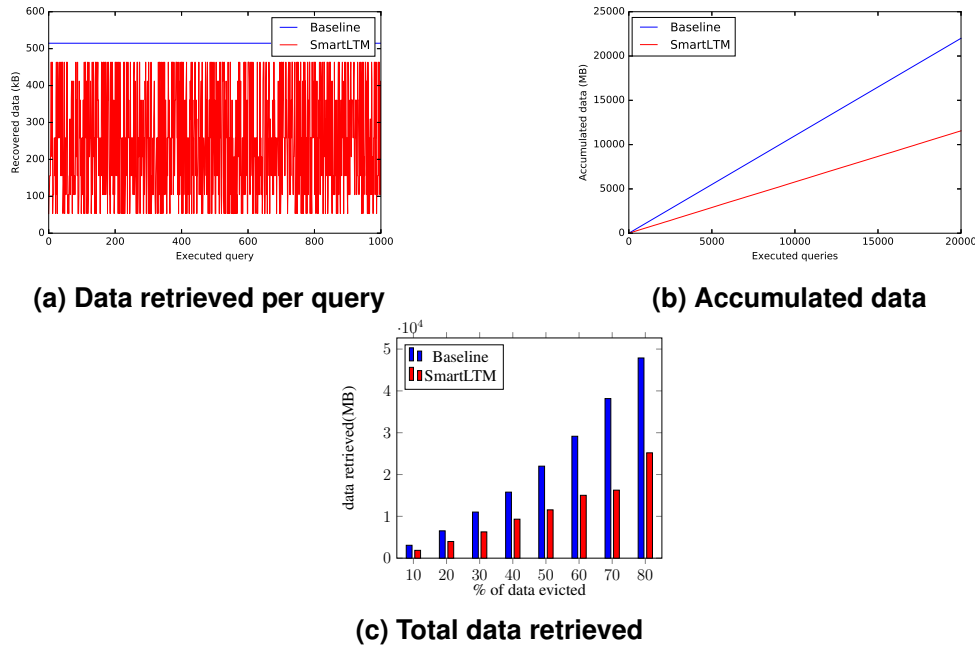 600
500
400
300
200
100
0
Recovered data (kB)
Baseline
SmartLTM
0 200 400 600 800 1000
Executed query
(a) Data retrieved per query
25000
20000
15000
10000
5000
0
Accumulated data (MB)
Baseline
SmartLTM
0 5000 10000 15000 20000
Executed queries
(b) Accumulated data
·10⁴
5
4
3
2
1
0
data retrieved(MB)
Baseline
SmartLTM
10 20 30 40 50 60 70 80
% of data evicted
(c) Total data retrieved